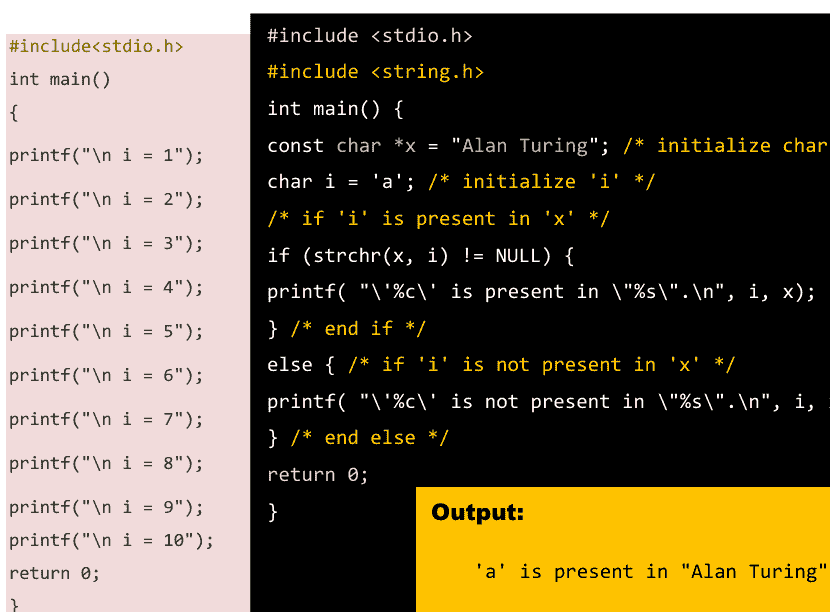 #include<stdio.h>
int main()
{
printf("\n i = 1");
printf("\n i = 2");
printf("\n i = 3");
printf("\n i = 4");
printf("\n i = 5");
printf("\n i = 6");
printf("\n i = 7");
printf("\n i = 8");
printf("\n i = 9");
printf("\n i = 10");
return 0;
}
#include <stdio.h>
#include <string.h>
int main() {
const char *x = "Alan Turing"; /* initialize char
char i = 'a'; /* initialize 'i' */
/* if 'i' is present in 'x' */
if (strchr(x, i) != NULL) {
printf( "\'%c\' is present in \"%s\".\n", i, x);
} /* end if */
else { /* if 'i' is not present in 'x' */
printf( "\'%c\' is not present in \"%s\".\n", i,
} /* end else */
return 0;
}
Output:
'a' is present in "Alan Turing"